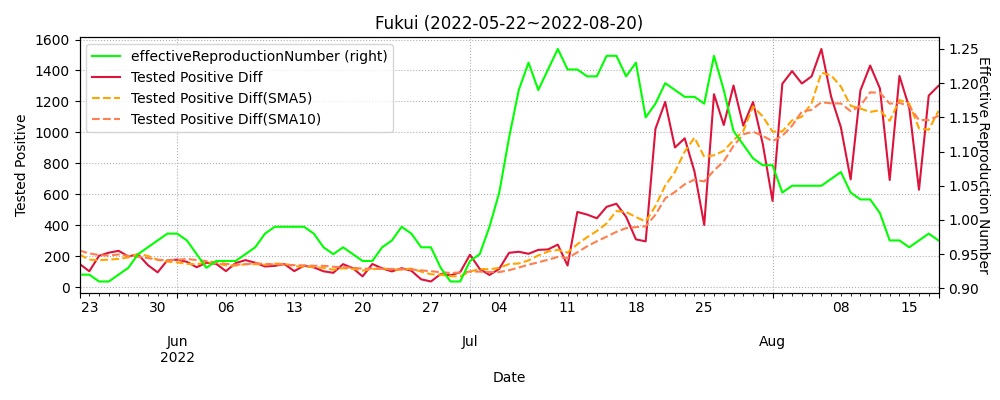 Fukui (2022-05-22~2022-08-20)
effectiveReproductionNumber (right)
Tested Positive Diff
Tested Positive Diff(SMA5)
Tested Positive Diff(SMA10)
Tested Positive
1600
1400
1200
1000
800
600
400
200
0
1.25
1.20
1.15
1.10
1.05
1.00
0.95
0.90
Effective Reproduction Number
23 30 06 13 20 27 04 11 18 25 08 15
Jun Jul Aug
2022
Date